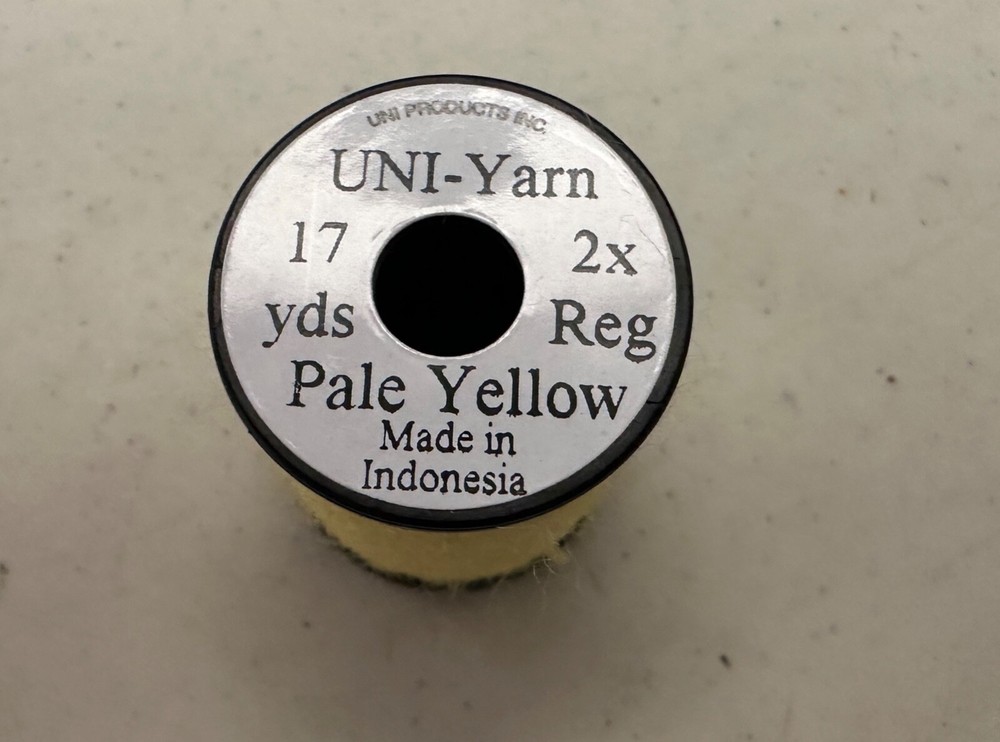 UNI PRODUCTS INC.
UNI-Yarn
17 2x
yds Reg
Pale Yellow
Made in
Indonesia